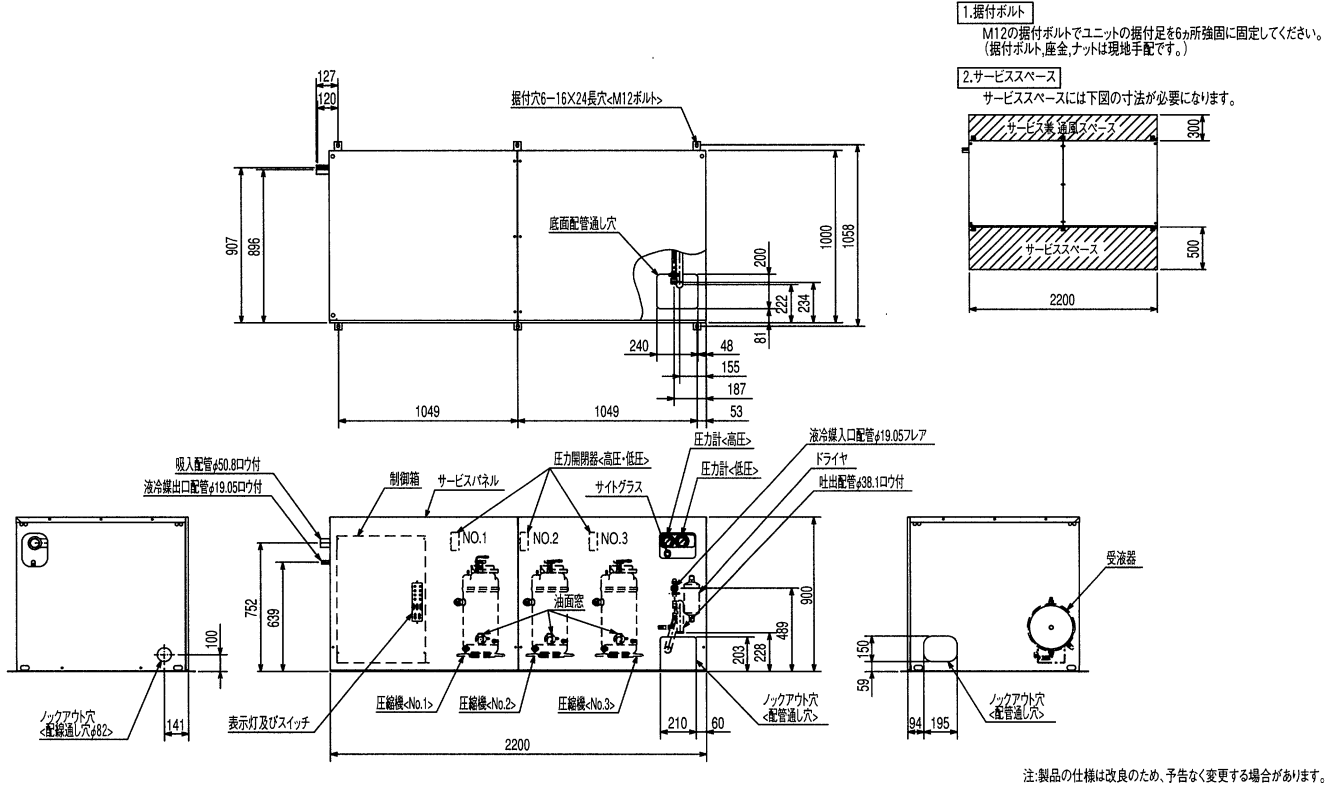 1.据付ボルト
M12の据付ボルトでユニットの据付足を6ヵ所強固に固定してください。
(据付ボルト,座金,ナットは現地手配です。)
2.サービススペース
サービススペースには下図の寸法が必要になります。
サービス兼 通風スペース
300
サービススペース
500
2200
127
120
据付穴6-16×24長穴<M12ボルト>
底面配管通し穴
907
896
200
222
234
81
1000
1058
240
48
155
187
53
1049
1049
吸入配管φ50.8ロウ付
液冷媒出口配管φ19.05ロウ付
制御箱
サービスパネル
圧力開閉器<高圧・低圧>
サイトグラス
圧力計<高圧>
圧力計<低圧>
液冷媒入口配管φ19.05フレア
ドライヤ
吐出配管φ38.1ロウ付
NO.1
NO.2
NO.3
油面窓
752
639
100
900
489
203
228
受液器
150
59
ノックアウト穴
<配線通し穴φ82>
141
表示灯及びスイッチ
圧縮機<No.1>
圧縮機<No.2>
圧縮機<No.3>
210
60
ノックアウト穴
<配管通し穴>
2200
94
195
ノックアウト穴
<配管通し穴>
注:製品の仕様は改良のため、予告なく変更する場合があります。